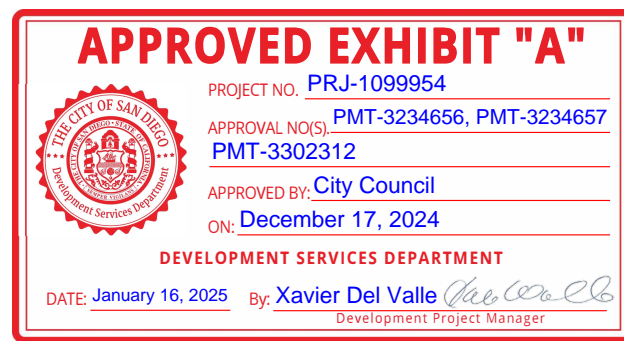 APPROVED EXHIBIT "A"
PROJECT NO. PRJ-1099954
APPROVAL NO(S). PMT-3234656, PMT-3234657
PMT-3302312
APPROVED BY: City Council
ON: December 17, 2024
THE CITY OF SAN DIEGO
Development Services Department
DEVELOPMENT SERVICES DEPARTMENT
DATE: January 16, 2025 By: Xavier Del Valle
Development Project Manager